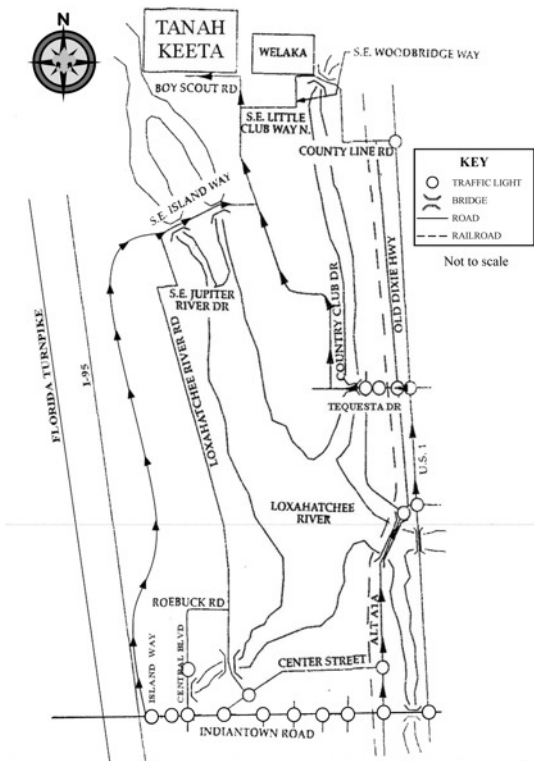 N
TANAH
KEETA
WELAKA
S.E. WOODBRIDGE WAY
BOY SCOUT RD
S.E. LITTLE
CLUB WAY N.
COUNTY LINE RD
KEY
TRAFFIC LIGHT
BRIDGE
ROAD
RAILROAD
Not to scale
S.E. ISLAND WAY
S.E. JUPITER
RIVER DR
OLD DIXIE HWY
COUNTRY CLUB DR
LOXAHATCHEE RIVER RD
FLORIDA TURNPIKE
I-95
TEQUESTA DR
U.S. 1
LOXAHATCHEE
RIVER
ROEBUCK RD
ALT A1A
CENTER STREET
ISLAND WAY
CENTRAL BLVD
INDIANTOWN ROAD